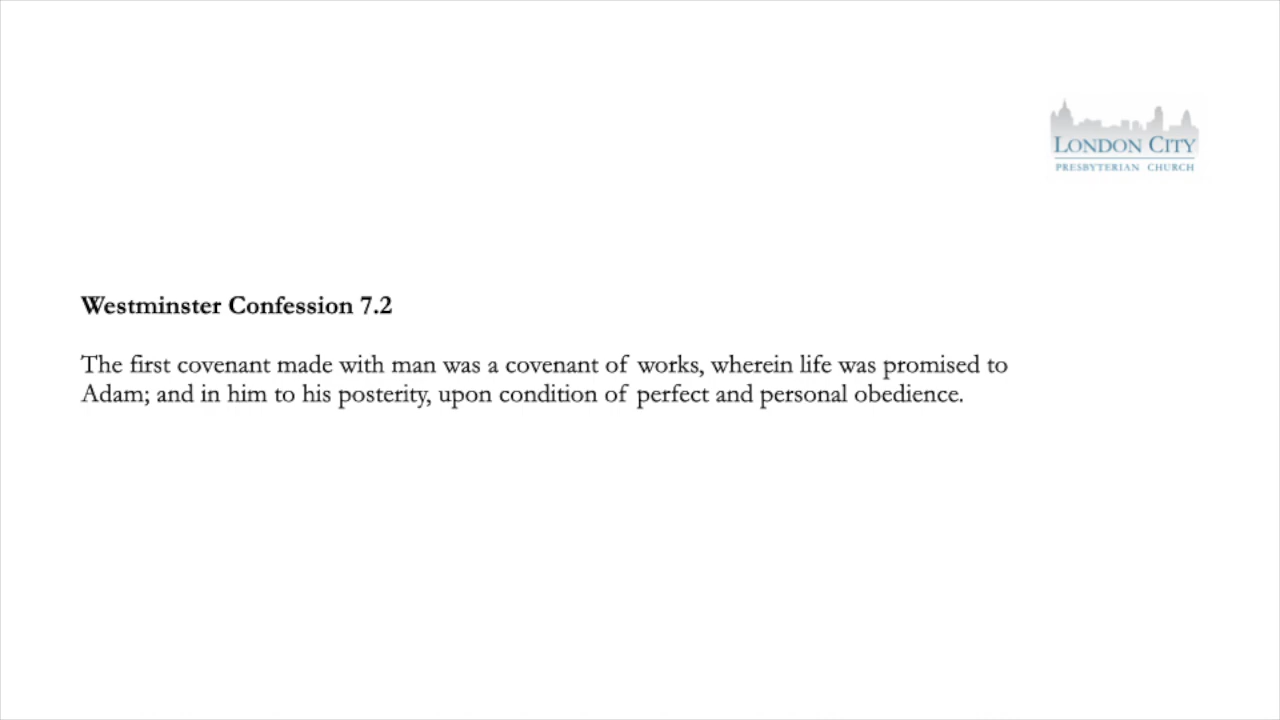 LONDON CITY
PRESBYTERIAN CHURCH
Westminster Confession 7.2
The first covenant made with man was a covenant of works, wherein life was promised to
Adam; and in him to his posterity, upon condition of perfect and personal obedience.